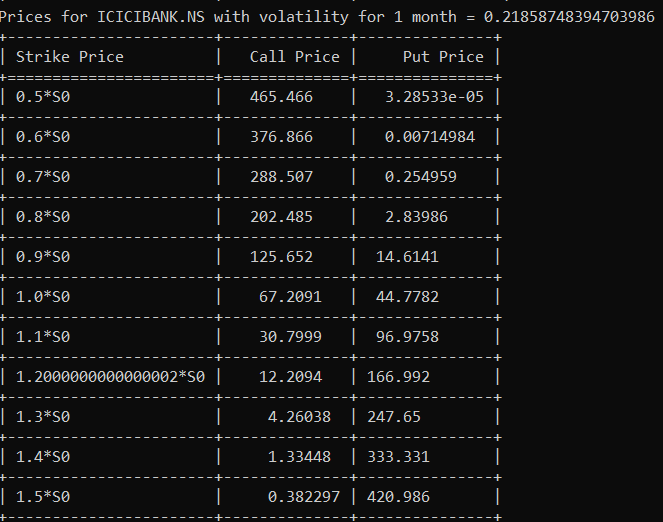 Prices for ICICIBANK.NS with volatility for 1 month = 0.21858748394703986
+-----------------------+--------------+---------------+
| Strike Price          |   Call Price |     Put Price |
+=======================+==============+===============+
| 0.5*S0                |   465.466    |   3.28533e-05 |
+-----------------------+--------------+---------------+
| 0.6*S0                |   376.866    |   0.00714984  |
+-----------------------+--------------+---------------+
| 0.7*S0                |   288.507    |   0.254959    |
+-----------------------+--------------+---------------+
| 0.8*S0                |   202.485    |   2.83986     |
+-----------------------+--------------+---------------+
| 0.9*S0                |   125.652    |  14.6141      |
+-----------------------+--------------+---------------+
| 1.0*S0                |    67.2091   |  44.7782      |
+-----------------------+--------------+---------------+
| 1.1*S0                |    30.7999   |  96.9758      |
+-----------------------+--------------+---------------+
| 1.2000000000000002*S0 |    12.2094   | 166.992       |
+-----------------------+--------------+---------------+
| 1.3*S0                |     4.26038  | 247.65        |
+-----------------------+--------------+---------------+
| 1.4*S0                |     1.33448  | 333.331       |
+-----------------------+--------------+---------------+
| 1.5*S0                |     0.382297 | 420.986       |
+-----------------------+--------------+---------------+